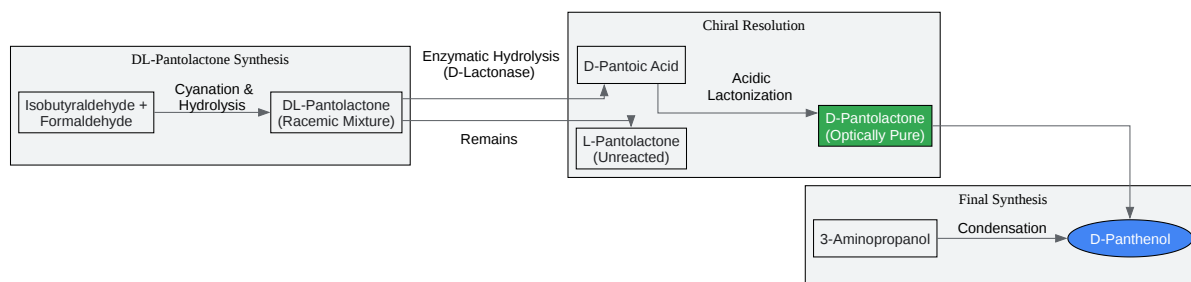 DL-Pantolactone Synthesis
Isobutyraldehyde +
Formaldehyde
Cyanation &
Hydrolysis
DL-Pantolactone
(Racemic Mixture)
Enzymatic Hydrolysis
(D-Lactonase)
Remains
Chiral Resolution
D-Pantoic Acid
L-Pantolactone
(Unreacted)
Acidic
Lactonization
D-Pantolactone
(Optically Pure)
Final Synthesis
3-Aminopropanol
Condensation
D-Panthenol